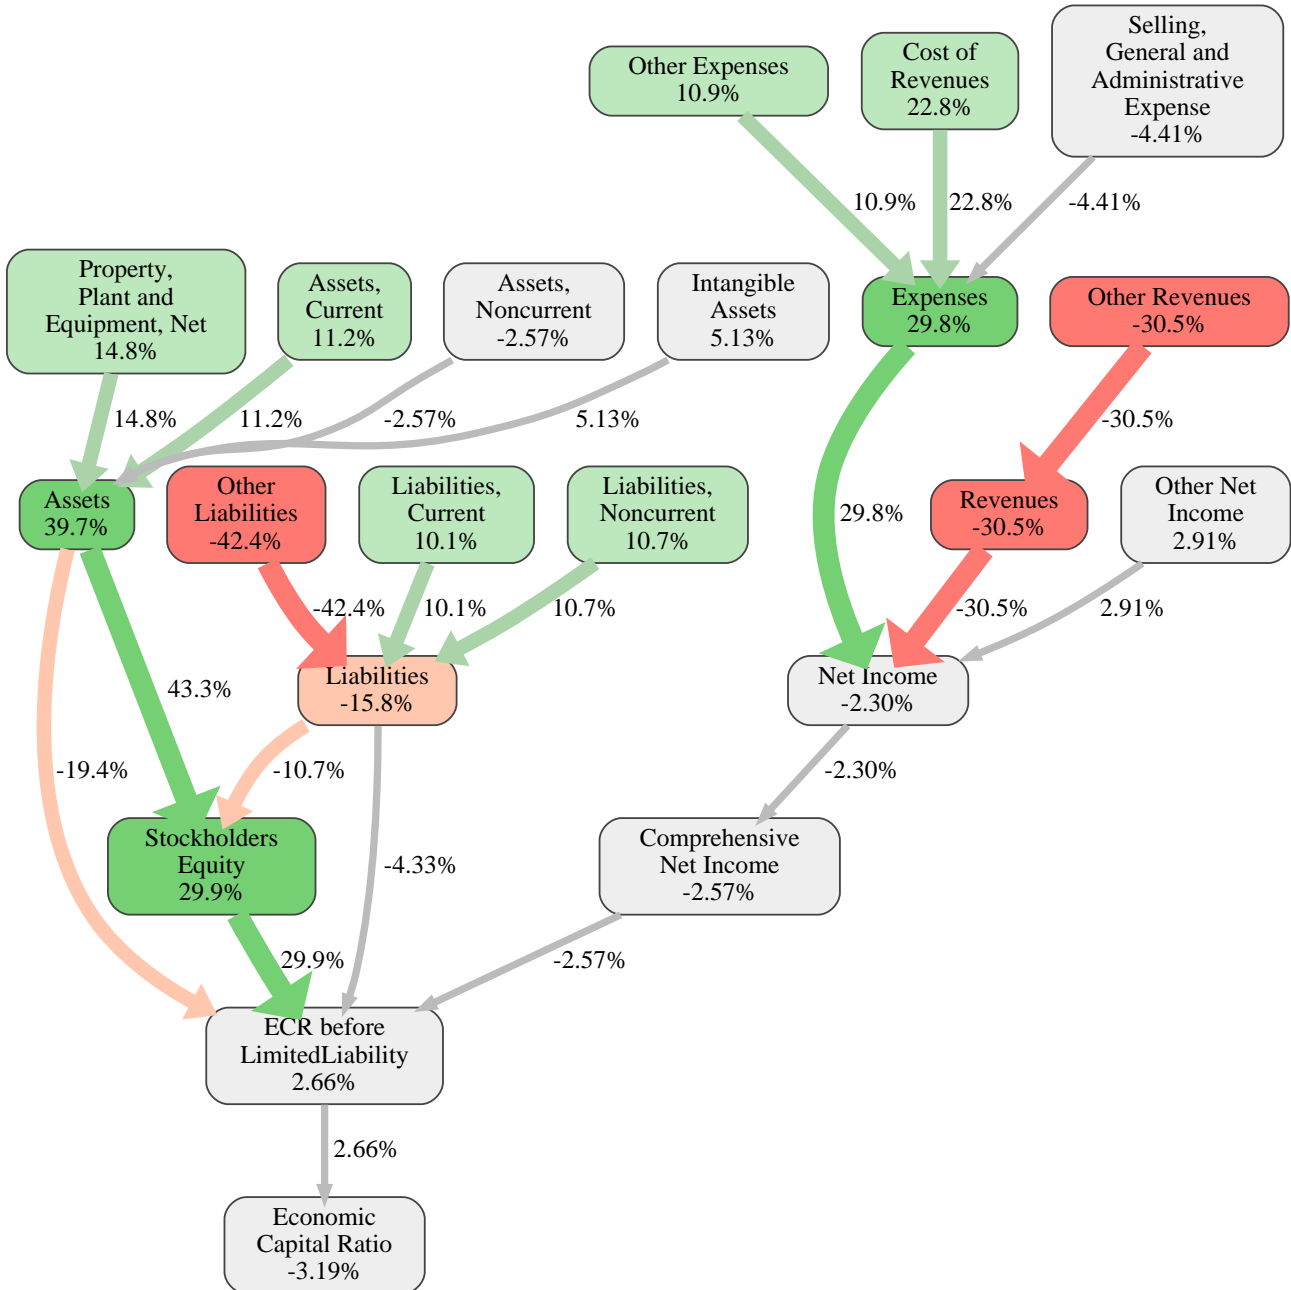 Other Expenses
10.9%
Cost of
Revenues
22.8%
Selling,
General and
Administrative
Expense
-4.41%
10.9%
22.8%
-4.41%
Property,
Plant and
Equipment, Net
14.8%
Assets,
Current
11.2%
Assets,
Noncurrent
-2.57%
Intangible
Assets
5.13%
Expenses
29.8%
Other Revenues
-30.5%
14.8%
11.2%
-2.57%
5.13%
-30.5%
Assets
39.7%
Other
Liabilities
-42.4%
Liabilities,
Current
10.1%
Liabilities,
Noncurrent
10.7%
29.8%
Revenues
-30.5%
Other Net
Income
2.91%
-42.4%
10.1%
10.7%
-30.5%
2.91%
43.3%
Liabilities
-15.8%
Net Income
-2.30%
-19.4%
-10.7%
-2.30%
Stockholders
Equity
29.9%
-4.33%
Comprehensive
Net Income
-2.57%
29.9%
-2.57%
ECR before
LimitedLiability
2.66%
2.66%
Economic
Capital Ratio
-3.19%